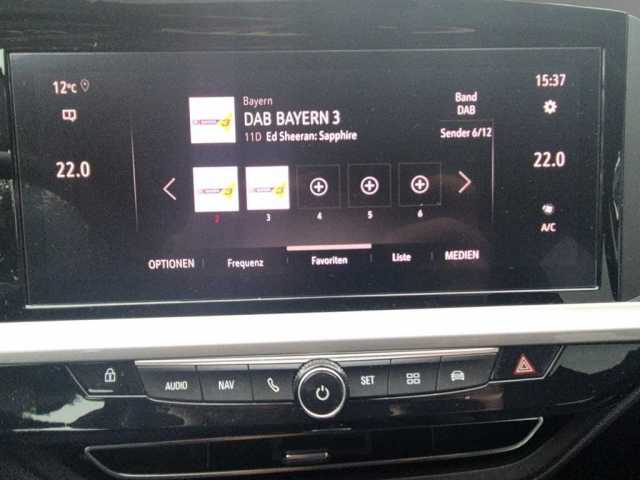 12°C
15:37
Bayern
DAB BAYERN 3
11D Ed Sheeran: Sapphire
Band
DAB
Sender 6/12
22.0
22.0
2
3
4
5
6
A/C
OPTIONEN
Frequenz
Favoriten
Liste
MEDIEN
AUDIO
NAV
SET